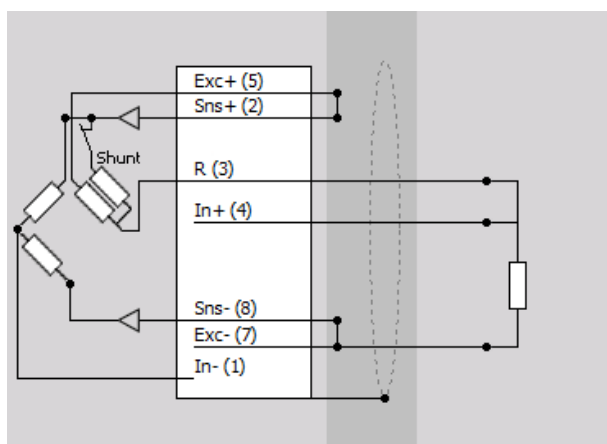 Exc+ (5)
Sns+ (2)
Shunt
R (3)
In+ (4)
Sns- (8)
Exc- (7)
In- (1)